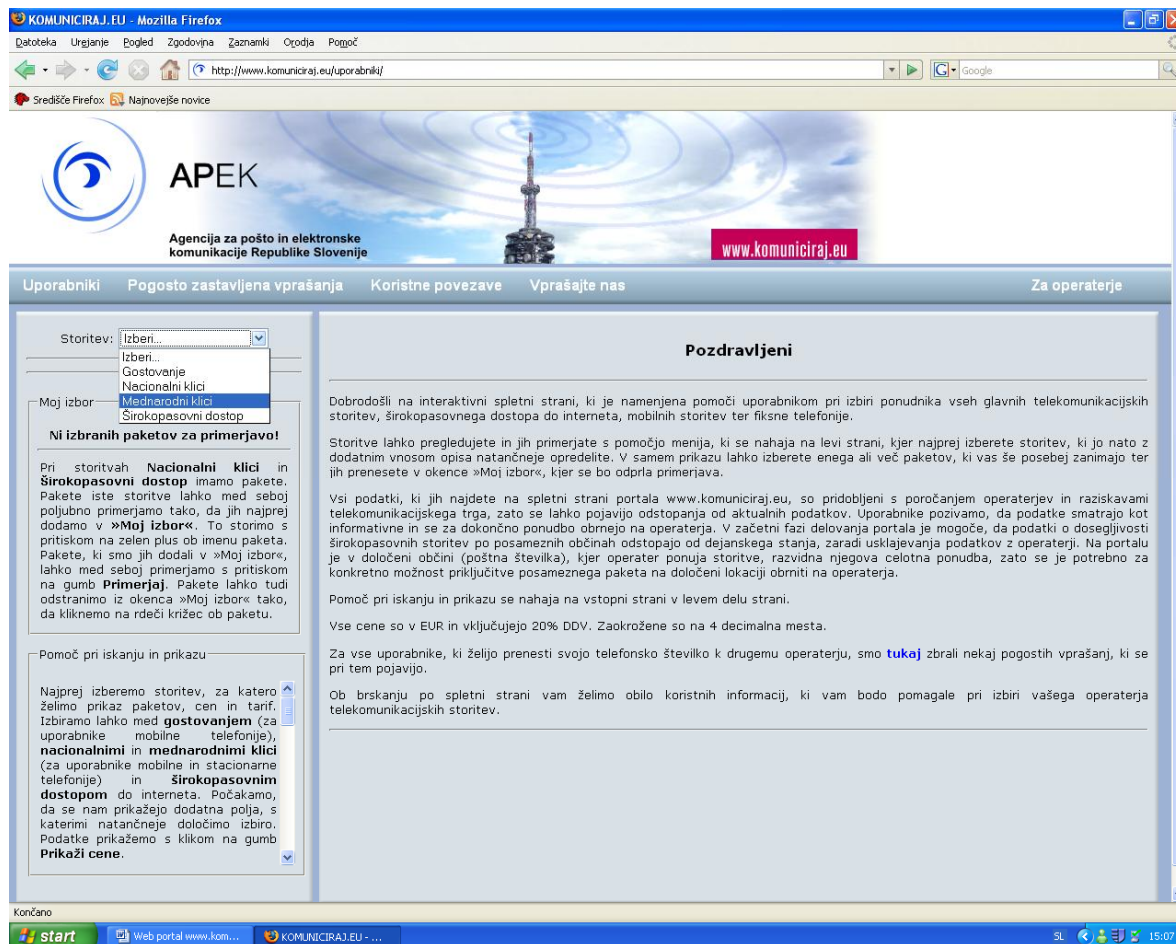 KOMUNICIRAJ.EU - Mozilla Firefox
Datoteka Urejanje Pogled Zgodovina Zaznamki Orodja Pomoč
http://www.komuniciraj.eu/uporabniki/
G Google
Središče Firefox Najnovejše novice
APEK
Agencija za pošto in elektronske
komunikacije Republike Slovenije
www.komuniciraj.eu
Uporabniki Pogosto zastavljena vprašanja Koristne povezave Vprašajte nas Za operaterje
Storitev: Izberi...
Izberi...
Gostovanje
Nacionalni klici
Mednarodni klici
Širokopasovni dostop
Moj izbor
Ni izbranih paketov za primerjavo!
Pri storitvah Nacionalni klici in
Širokopasovni dostop imamo pakete.
Pakete iste storitve lahko med seboj
poljubno primerjamo tako, da jih najprej
dodamo v »Moj izbor«. To storimo s
pritiskom na zelen plus ob imenu paketa.
Pakete, ki smo jih dodali v »Moj izbor«,
lahko med seboj primerjamo s pritiskom
na gumb Primerjaj. Pakete lahko tudi
odstranimo iz okenca »Moj izbor« tako,
da kliknemo na rdeči križec ob paketu.
Pomoč pri iskanju in prikazu
Najprej izberemo storitev, za katero
želimo prikaz paketov, cen in tarif.
Izbiramo lahko med gostovanjem (za
uporabnike mobilne telefonije),
nacionalnimi in mednarodnimi klici
(za uporabnike mobilne in stacionarne
telefonije) in širokopasovnim
dostopom do interneta. Počakamo,
da se nam prikažejo dodatna polja, s
katerimi natančneje določimo izbiro.
Podatke prikažemo s klikom na gumb
Prikaži cene.
Pozdravljeni
Dobrodošli na interaktivni spletni strani, ki je namenjena pomoči uporabnikom pri izbiri ponudnika vseh glavnih telekomunikacijskih
storitev, širokopasovnega dostopa do interneta, mobilnih storitev ter fiksne telefonije.
Storitve lahko pregledujete in jih primerjate s pomočjo menija, ki se nahaja na levi strani, kjer najprej izberete storitev, ki jo nato z
dodatnim vnosom opisa natančneje opredelite. V samem prikazu lahko izberete enega ali več paketov, ki vas še posebej zanimajo ter
jih prenesete v okence »Moj izbor«, kjer se bo odprla primerjava.
Vsi podatki, ki jih najdete na spletni strani portala www.komuniciraj.eu, so pridobljeni s poročanjem operaterjev in raziskavami
telekomunikacijskega trga, zato se lahko pojavijo odstopanja od aktualnih podatkov. Uporabnike pozivamo, da podatke smatrajo kot
informativne in se za dokončno ponudbo obrnejo na operaterja. V začetni fazi delovanja portala je mogoče, da podatki o dosegljivosti
širokopasovnih storitev po posameznih občinah odstopajo od dejanskega stanja, zaradi usklajevanja podatkov z operaterji. Na portalu
je v določeni občini (poštna številka), kjer operater ponuja storitve, razvidna njegova celotna ponudba, zato se je potrebno za
konkretno možnost priključitve posameznega paketa na določeni lokaciji obrniti na operaterja.
Pomoč pri iskanju in prikazu se nahaja na vstopni strani v levem delu strani.
Vse cene so v EUR in vključujejo 20% DDV. Zaokrožene so na 4 decimalna mesta.
Za vse uporabnike, ki želijo prenesti svojo telefonsko številko k drugemu operaterju, smo tukaj zbrali nekaj pogostih vprašanj, ki se
pri tem pojavijo.
Ob brskanju po spletni strani vam želimo obilo koristnih informacij, ki vam bodo pomagale pri izbiri vašega operaterja
telekomunikacijskih storitev.
Končano
start Web portal www.kom... KOMUNICIRAJ.EU - ... SL 15:07